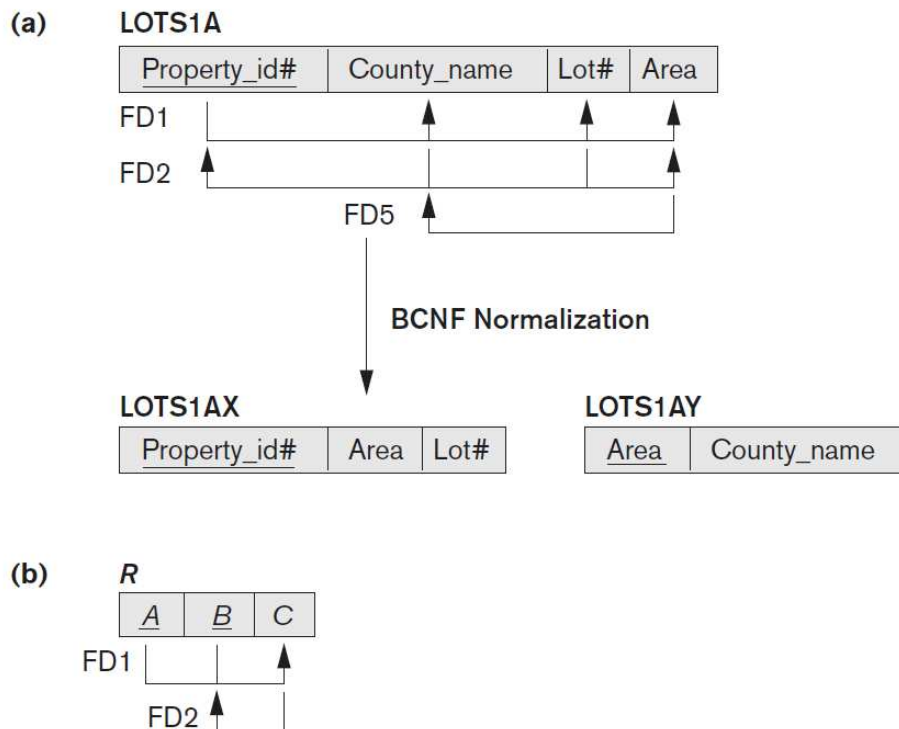 (a) LOTS1A
Property_id# County_name Lot# Area
FD1
FD2
FD5
BCNF Normalization
LOTS1AX
Property_id# Area Lot#
LOTS1AY
Area County_name
(b) R
A B C
FD1
FD2